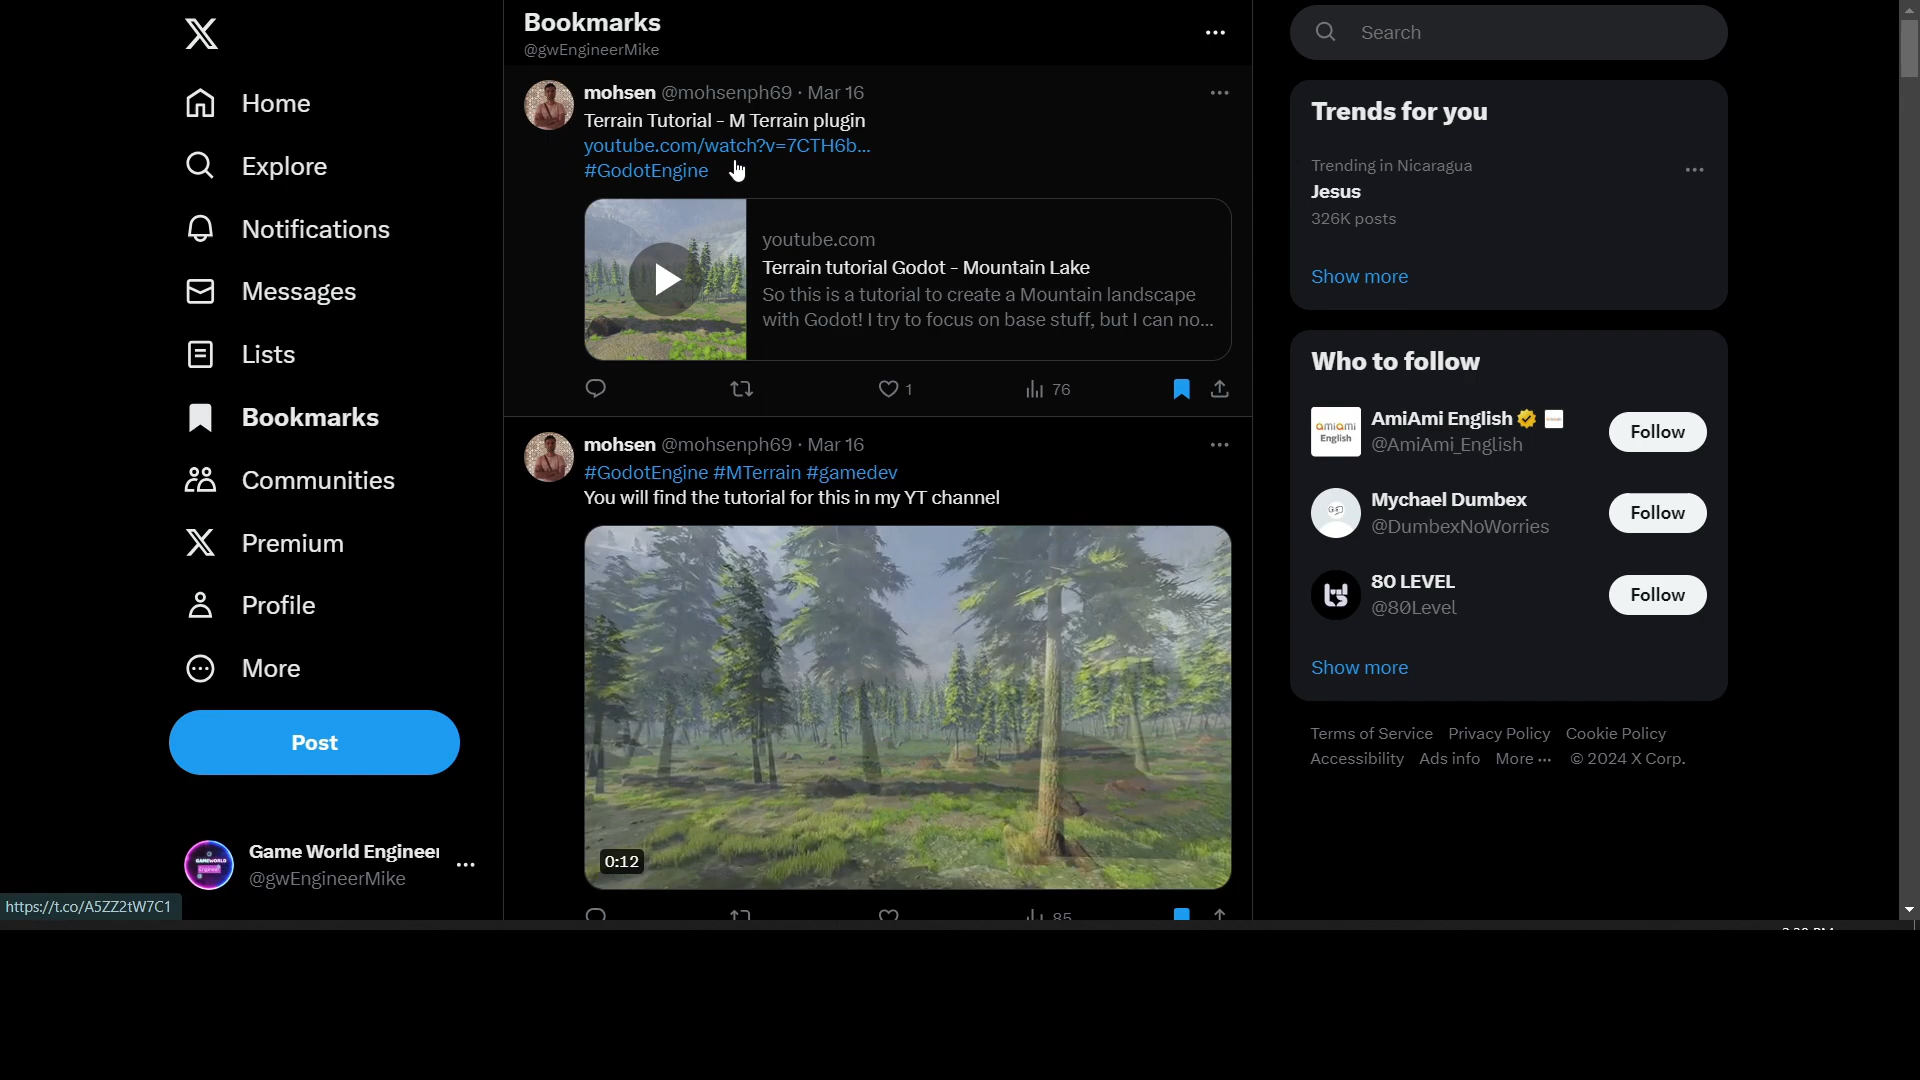 Home
Explore
Notifications
Messages
Lists
Bookmarks
Communities
Premium
Profile
More
Post
Game World Engineer
@gwEngineerMike
https://t.co/A5ZZ2tW7C1
Bookmarks
@gwEngineerMike
mohsen @mohsenph69 · Mar 16
Terrain Tutorial - M Terrain plugin
youtube.com/watch?v=7CTH6b...
#GodotEngine
youtube.com
Terrain tutorial Godot - Mountain Lake
So this is a tutorial to create a Mountain landscape
with Godot! I try to focus on base stuff, but I can no...
1
76
mohsen @mohsenph69 · Mar 16
#GodotEngine #MTerrain #gamedev
You will find the tutorial for this in my YT channel
0:12
85
Search
Trends for you
Trending in Nicaragua
Jesus
326K posts
Show more
Who to follow
amiami
English
AmiAmi English
@AmiAmi_English
Follow
Mychael Dumbex
@DumbexNoWorries
Follow
80 LEVEL
@80Level
Follow
Show more
Terms of Service Privacy Policy Cookie Policy
Accessibility Ads info More ··· © 2024 X Corp.